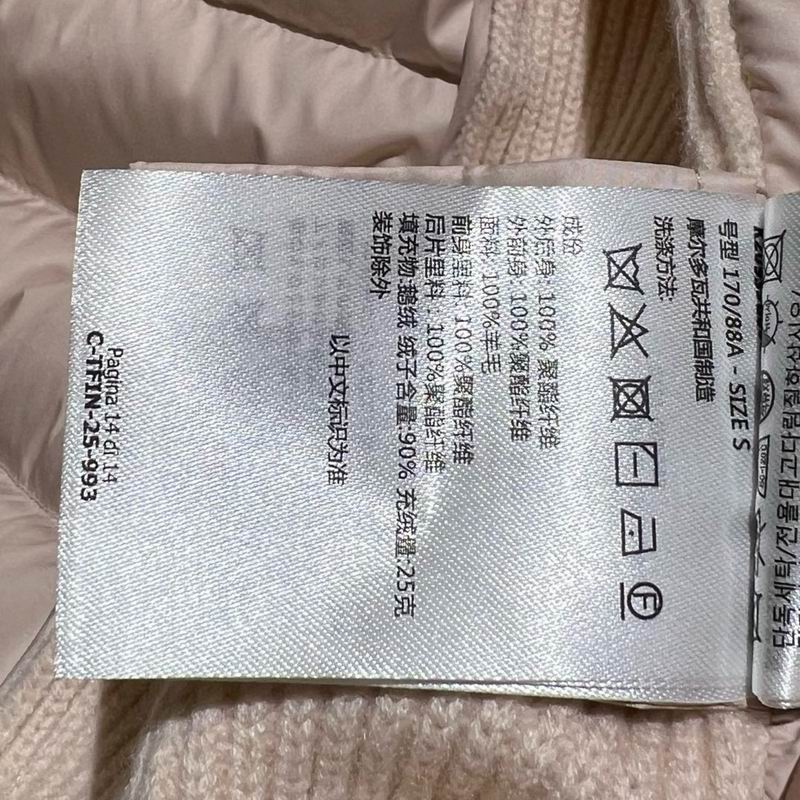 号型 170/88A - SIZE S
摩尔多瓦共和国制造
洗涤方法:
成份
外后身: 100% 聚酯纤维
外前身: 100%聚酯纤维
面料: 100%羊毛
前身里料: 100%聚酯纤维
后片里料: 100%聚酯纤维
填充物:鹅绒 绒子含量:90% 充绒量:25克
装饰除外
以中文标识为准
Pagina 14 di 14
C-TFIN-25-993